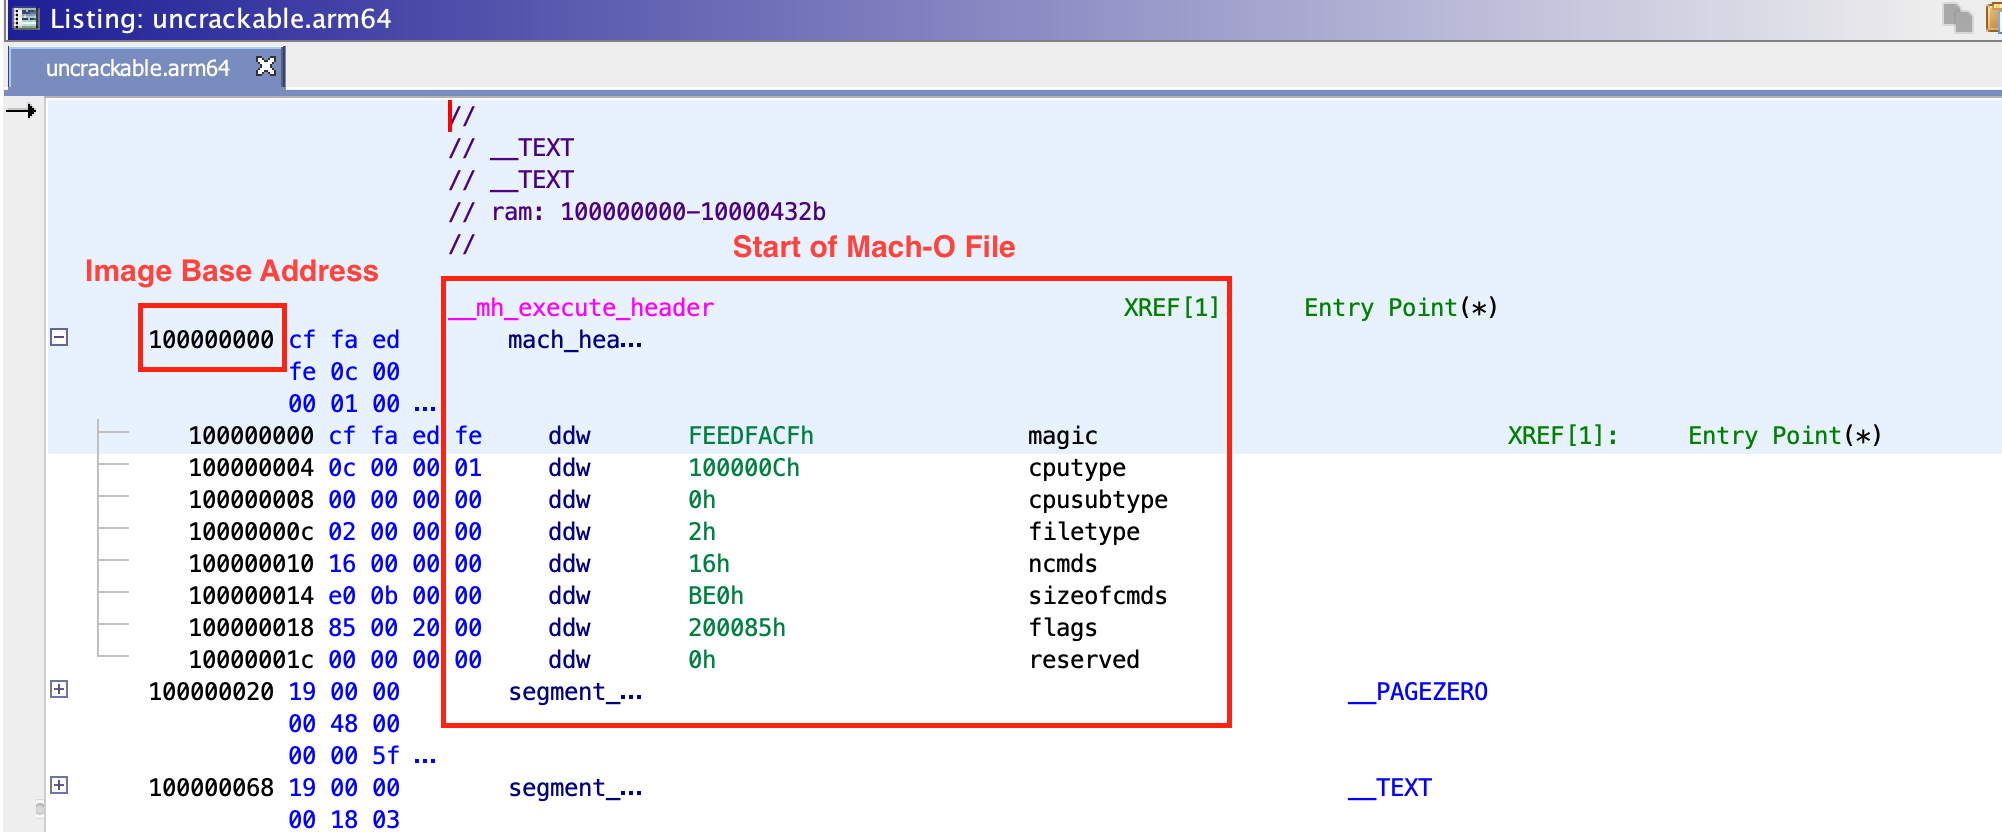 Listing: uncrackable.arm64
uncrackable.arm64
//
// __TEXT
// __TEXT
// ram: 100000000-10000432b
//
Start of Mach-O File
Image Base Address
__mh_execute_header XREF[1] Entry Point(*)
100000000 cf fa ed mach_hea...
fe 0c 00
00 01 00 ...
100000000 cf fa ed fe ddw FEEDFACFh magic XREF[1]: Entry Point(*)
100000004 0c 00 00 01 ddw 100000Ch cputype
100000008 00 00 00 00 ddw 0h cpusubtype
10000000c 02 00 00 00 ddw 2h filetype
100000010 16 00 00 00 ddw 16h ncmds
100000014 e0 0b 00 00 ddw BE0h sizeofcmds
100000018 85 00 20 00 ddw 200085h flags
10000001c 00 00 00 00 ddw 0h reserved
100000020 19 00 00 segment_... __PAGEZERO
00 48 00
00 00 5f ...
100000068 19 00 00 segment_... __TEXT
00 18 03